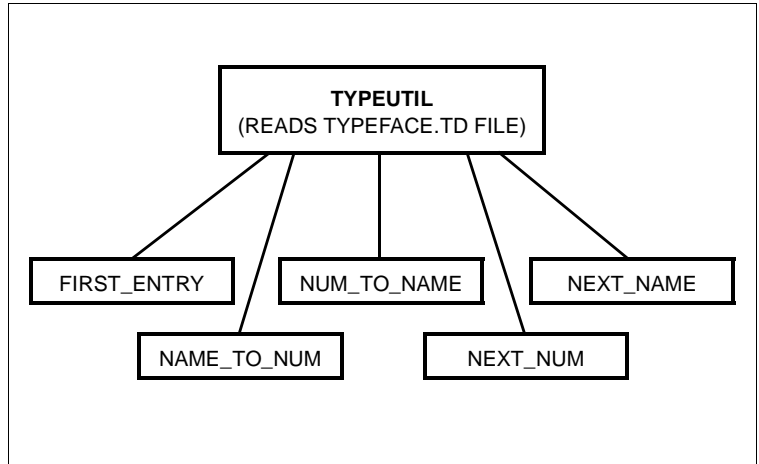 TYPEUTIL
(READS TYPEFACE.TD FILE)
FIRST_ENTRY
NUM_TO_NAME
NEXT_NAME
NAME_TO_NUM
NEXT_NUM